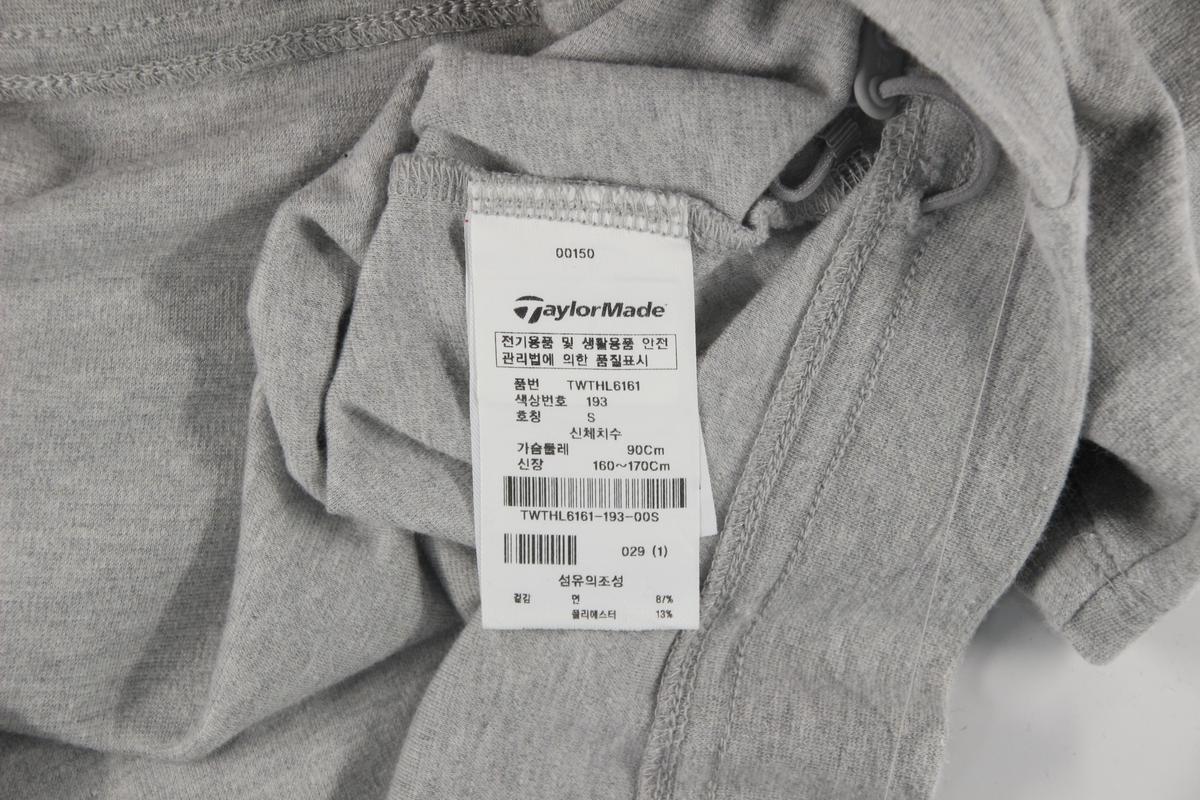 00150
TaylorMade
전기용품 및 생활용품 안전
관리법에 의한 품질표시
품번 TWTHL6161
색상번호 193
호칭 S
신체치수
가슴둘레 90Cm
신장 160~170Cm
TWTHL6161-193-00S
029 (1)
섬유의조성
겉감 면 87%
폴리에스터 13%